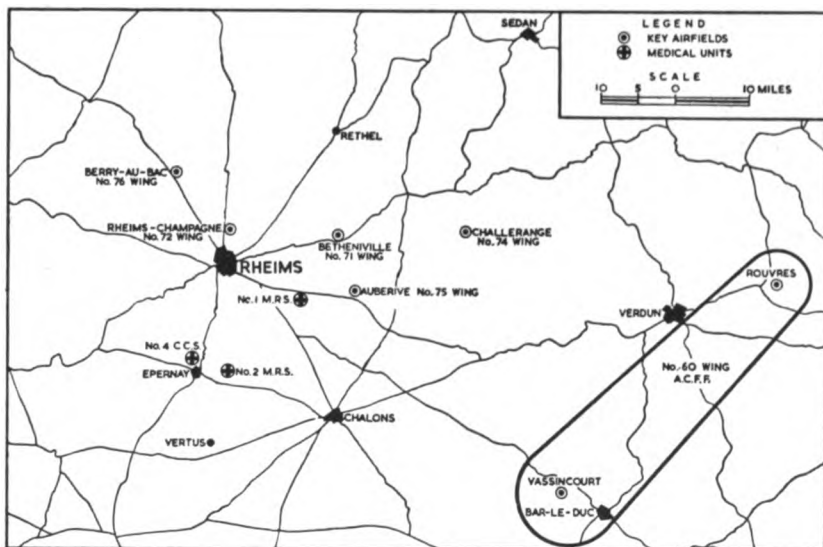 SEDAN
LEGEND
KEY AIRFIELDS
MEDICAL UNITS
SCALE
10 5 0 10 MILES
RETHEL
BERRY-AU-BAC
No. 76 WING
RHEIMS-CHAMPAGNE
No. 72 WING
BETHENIVILLE
No. 71 WING
CHALLERANGE
No. 74 WING
RHEIMS
ROUVRES
No. 1 M.R.S.
AUBERIVE No. 75 WING
VERDUN
No. 4 C.C.S.
No. 2 M.R.S.
EPERNAY
No. 60 WING
A.C.F.F.
CHALONS
VERTUS
VASSINCOURT
BAR-LE-DUC